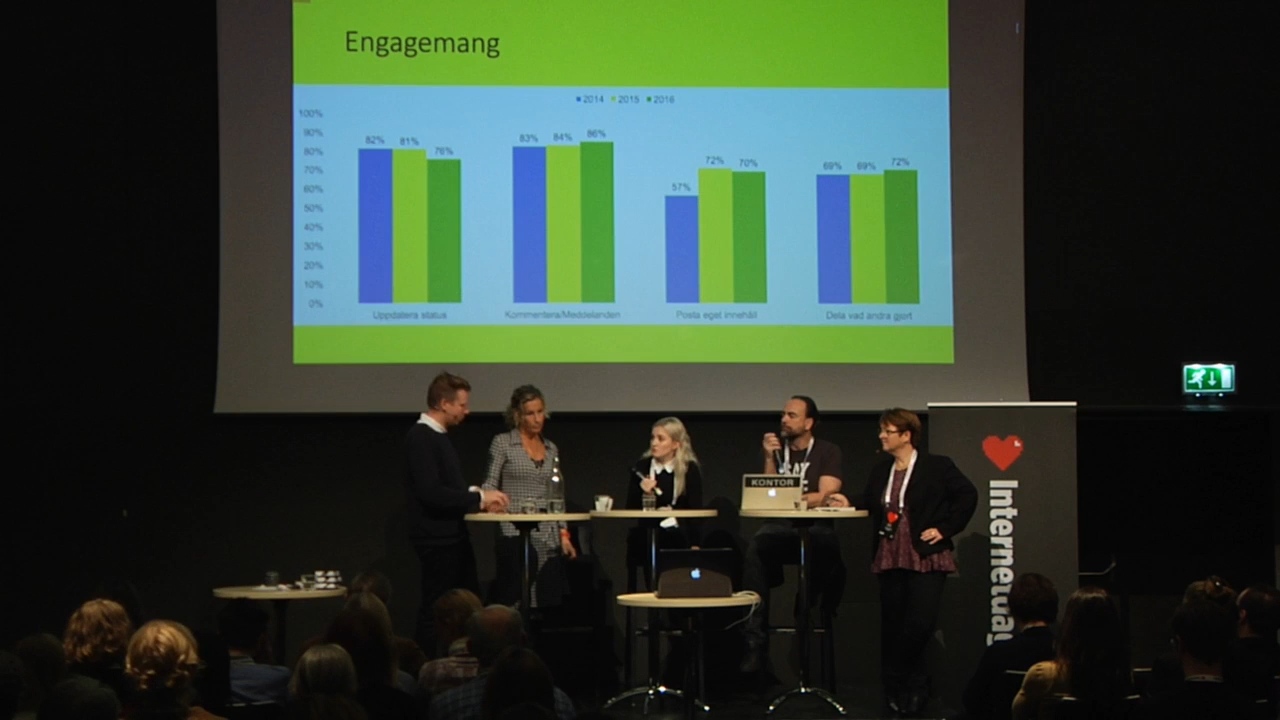 Engagemang
2014 2015 2016
100%
90%
80%
70%
60%
50%
40%
30%
20%
10%
0%
82% 81% 76%
83% 84% 86%
57% 72% 70%
69% 69% 72%
Uppdatera status Kommentera/Meddelanden Posta eget innehåll Dela vad andra gjort
KONTOR